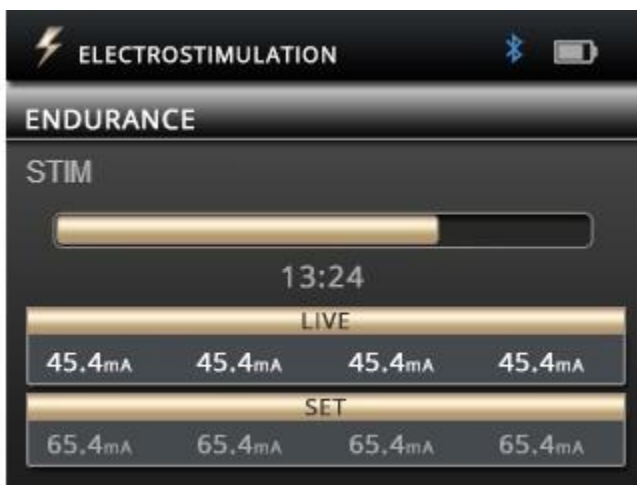 ELECTROSTIMULATION
ENDURANCE
STIM
13:24
LIVE
45.4mA 45.4mA 45.4mA 45.4mA
SET
65.4mA 65.4mA 65.4mA 65.4mA